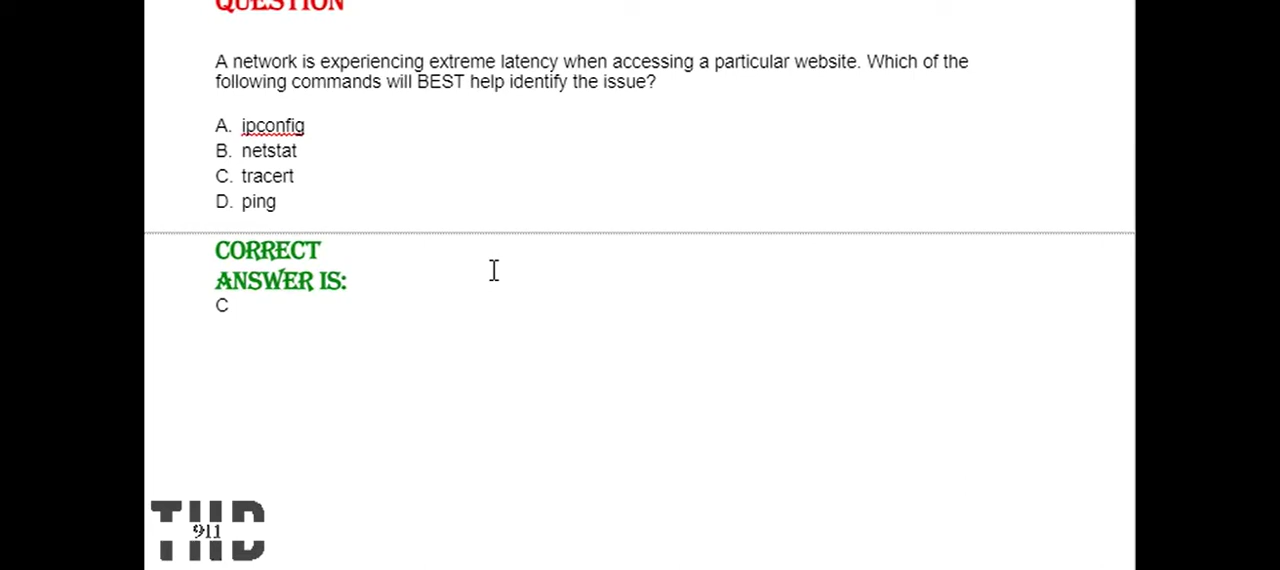 QUESTION
A network is experiencing extreme latency when accessing a particular website. Which of the
following commands will BEST help identify the issue?
A. ipconfig
B. netstat
C. tracert
D. ping
CORRECT
ANSWER IS:
C
THD
911